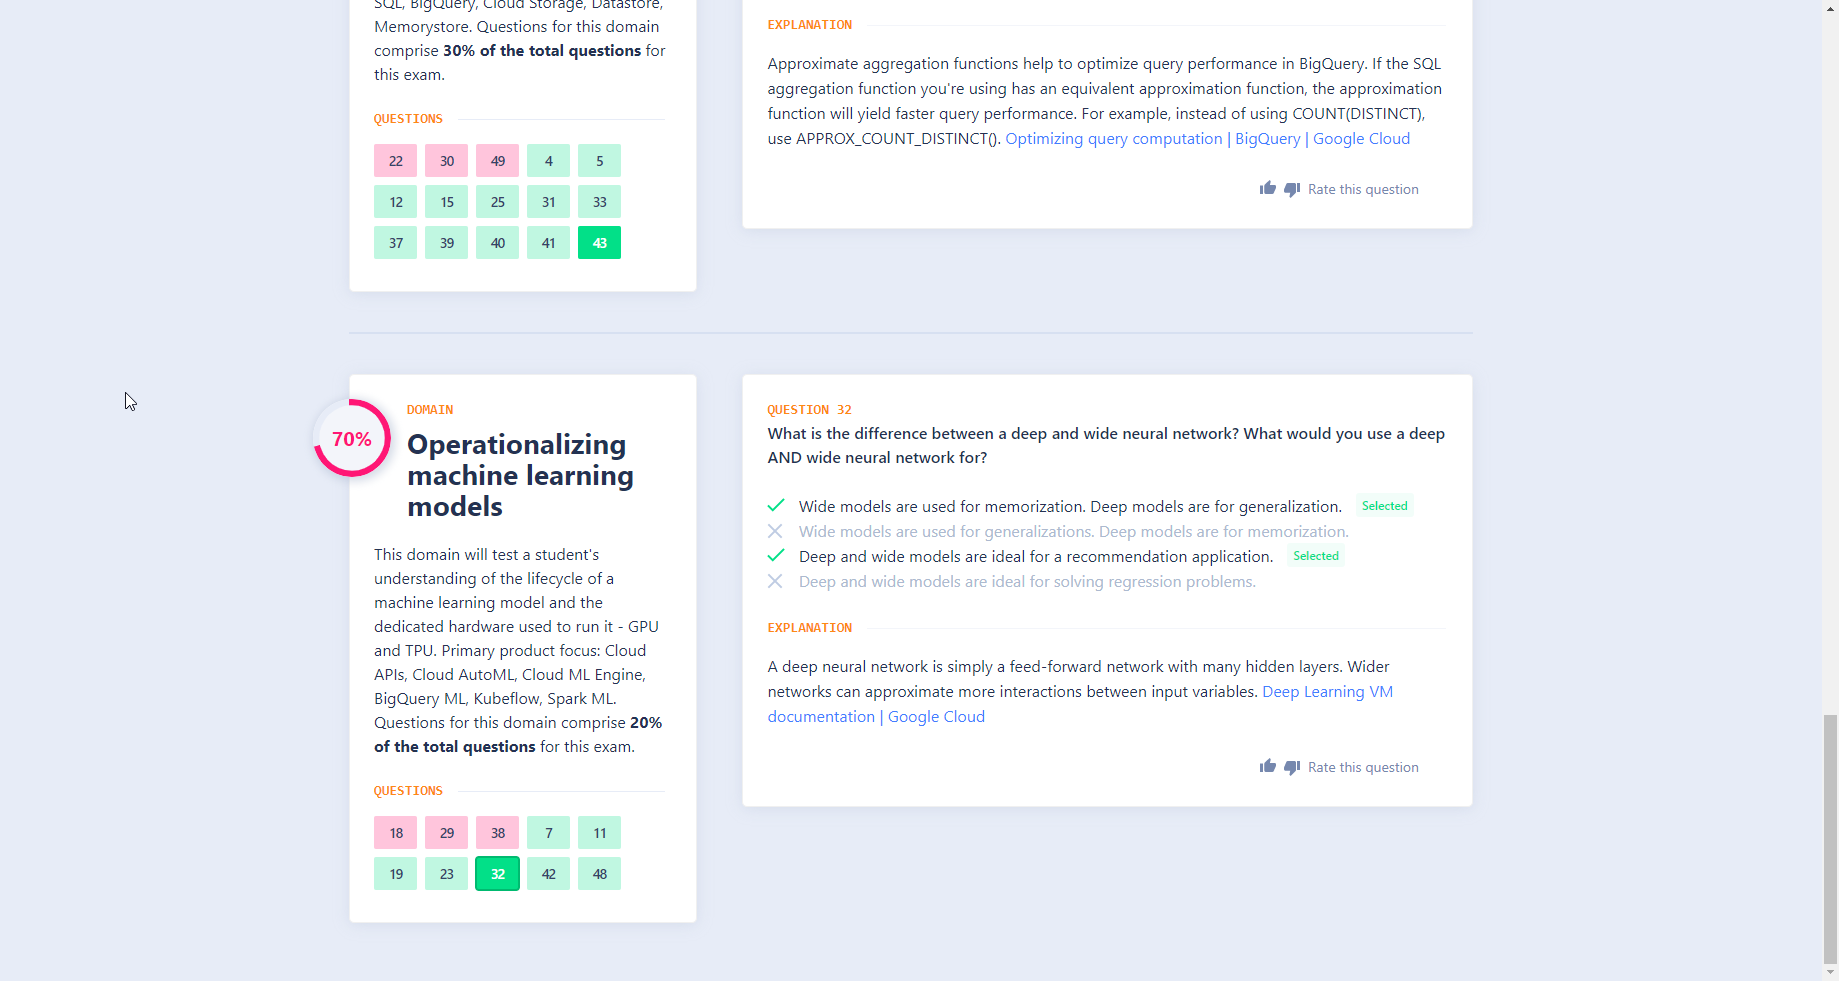 SQL, BigQuery, Cloud Storage, Datastore,
Memorystore. Questions for this domain
comprise 30% of the total questions for
this exam.
QUESTIONS
22 30 49 4 5
12 15 25 31 33
37 39 40 41 43
EXPLANATION
Approximate aggregation functions help to optimize query performance in BigQuery. If the SQL
aggregation function you're using has an equivalent approximation function, the approximation
function will yield faster query performance. For example, instead of using COUNT(DISTINCT),
use APPROX_COUNT_DISTINCT(). Optimizing query computation | BigQuery | Google Cloud
Rate this question
70%
DOMAIN
Operationalizing
machine learning
models
This domain will test a student's
understanding of the lifecycle of a
machine learning model and the
dedicated hardware used to run it - GPU
and TPU. Primary product focus: Cloud
APIs, Cloud AutoML, Cloud ML Engine,
BigQuery ML, Kubeflow, Spark ML.
Questions for this domain comprise 20%
of the total questions for this exam.
QUESTIONS
18 29 38 7 11
19 23 32 42 48
QUESTION 32
What is the difference between a deep and wide neural network? What would you use a deep
AND wide neural network for?
Wide models are used for memorization. Deep models are for generalization. Selected
Wide models are used for generalizations. Deep models are for memorization.
Deep and wide models are ideal for a recommendation application. Selected
Deep and wide models are ideal for solving regression problems.
EXPLANATION
A deep neural network is simply a feed-forward network with many hidden layers. Wider
networks can approximate more interactions between input variables. Deep Learning VM
documentation | Google Cloud
Rate this question